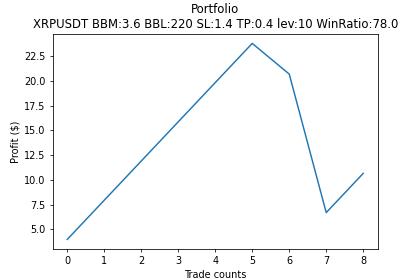 Portfolio
XRPUSDT BBM:3.6 BBL:220 SL:1.4 TP:0.4 lev:10 WinRatio:78.0
22.5
20.0
17.5
15.0
12.5
10.0
7.5
5.0
Profit ($)
0 1 2 3 4 5 6 7 8
Trade counts